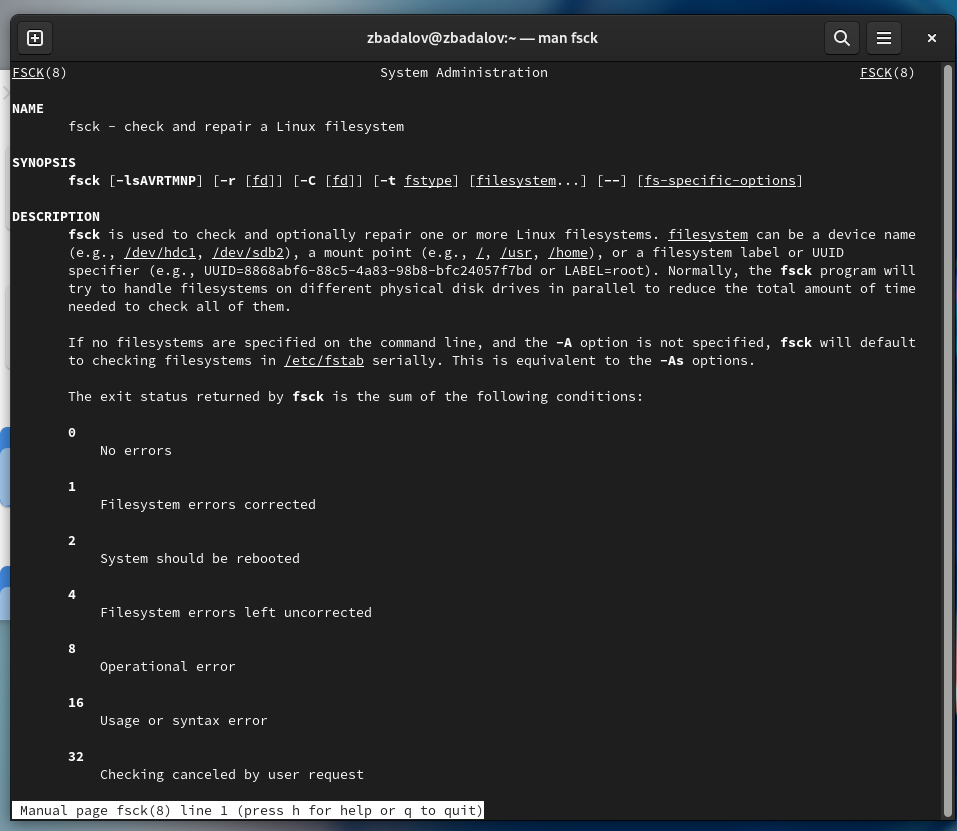 zbadalov@zbadalov:~ — man fsck
FSCK(8) System Administration FSCK(8)
NAME
fsck - check and repair a Linux filesystem
SYNOPSIS
fsck [-lsAVRTMNP] [-r [fd]] [-C [fd]] [-t fstype] [filesystem...] [--] [fs-specific-options]
DESCRIPTION
fsck is used to check and optionally repair one or more Linux filesystems. filesystem can be a device name
(e.g., /dev/hdc1, /dev/sdb2), a mount point (e.g., /, /usr, /home), or a filesystem label or UUID
specifier (e.g., UUID=8868abf6-88c5-4a83-98b8-bfc24057f7bd or LABEL=root). Normally, the fsck program will
try to handle filesystems on different physical disk drives in parallel to reduce the total amount of time
needed to check all of them.
If no filesystems are specified on the command line, and the -A option is not specified, fsck will default
to checking filesystems in /etc/fstab serially. This is equivalent to the -As options.
The exit status returned by fsck is the sum of the following conditions:
0
No errors
1
Filesystem errors corrected
2
System should be rebooted
4
Filesystem errors left uncorrected
8
Operational error
16
Usage or syntax error
32
Checking canceled by user request
Manual page fsck(8) line 1 (press h for help or q to quit)